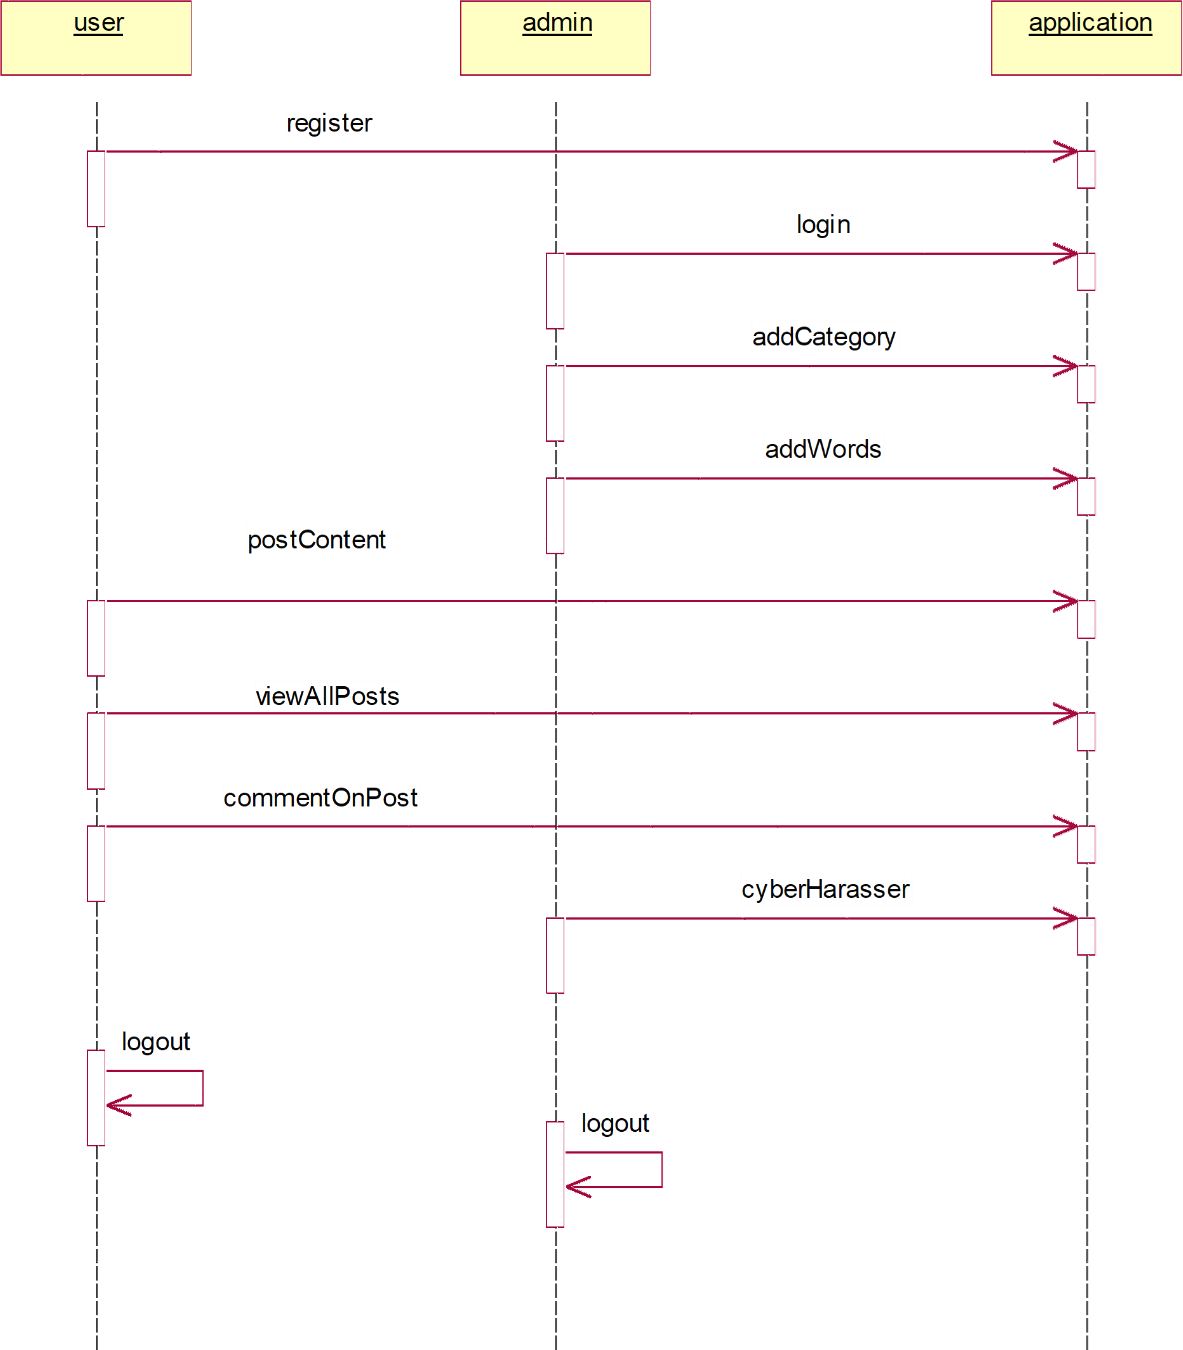 user
admin
application
register
login
addCategory
addWords
postContent
viewAllPosts
commentOnPost
cyberHarasser
logout
logout